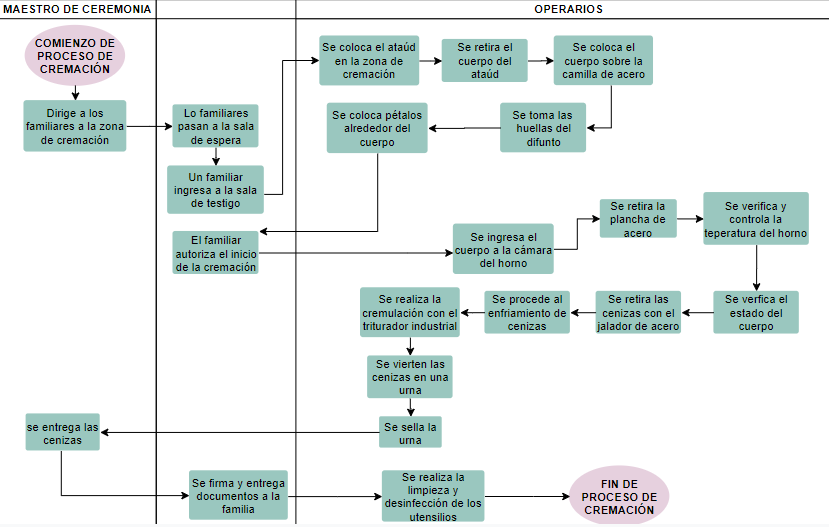 MAESTRO DE CEREMONIA
OPERARIOS
COMIENZO DE
PROCESO DE
CREMACIÓN
Dirige a los
familiares a la zona
de cremación
Lo familiares
pasan a la sala
de espera
Un familiar
ingresa a la sala
de testigo
Se coloca el ataúd
en la zona de
cremación
Se retira el
cuerpo del
ataúd
Se coloca el
cuerpo sobre la
camilla de acero
Se toma las
huellas del
difunto
Se coloca pétalos
alrededor del
cuerpo
El familiar
autoriza el inicio
de la cremación
Se ingresa el
cuerpo a la cámara
del horno
Se retira la
plancha de
acero
Se verifica y
controla la
teperatura del horno
Se verfica el
estado del
cuerpo
Se retira las
cenizas con el
jalador de acero
Se procede al
enfriamiento de
cenizas
Se realiza la
cremulación con el
triturador industrial
Se vierten las
cenizas en una
urna
Se sella la
urna
se entrega las
cenizas
Se firma y entrega
documentos a la
familia
Se realiza la
limpieza y
desinfección de los
utensilios
FIN DE
PROCESO DE
CREMACIÓN